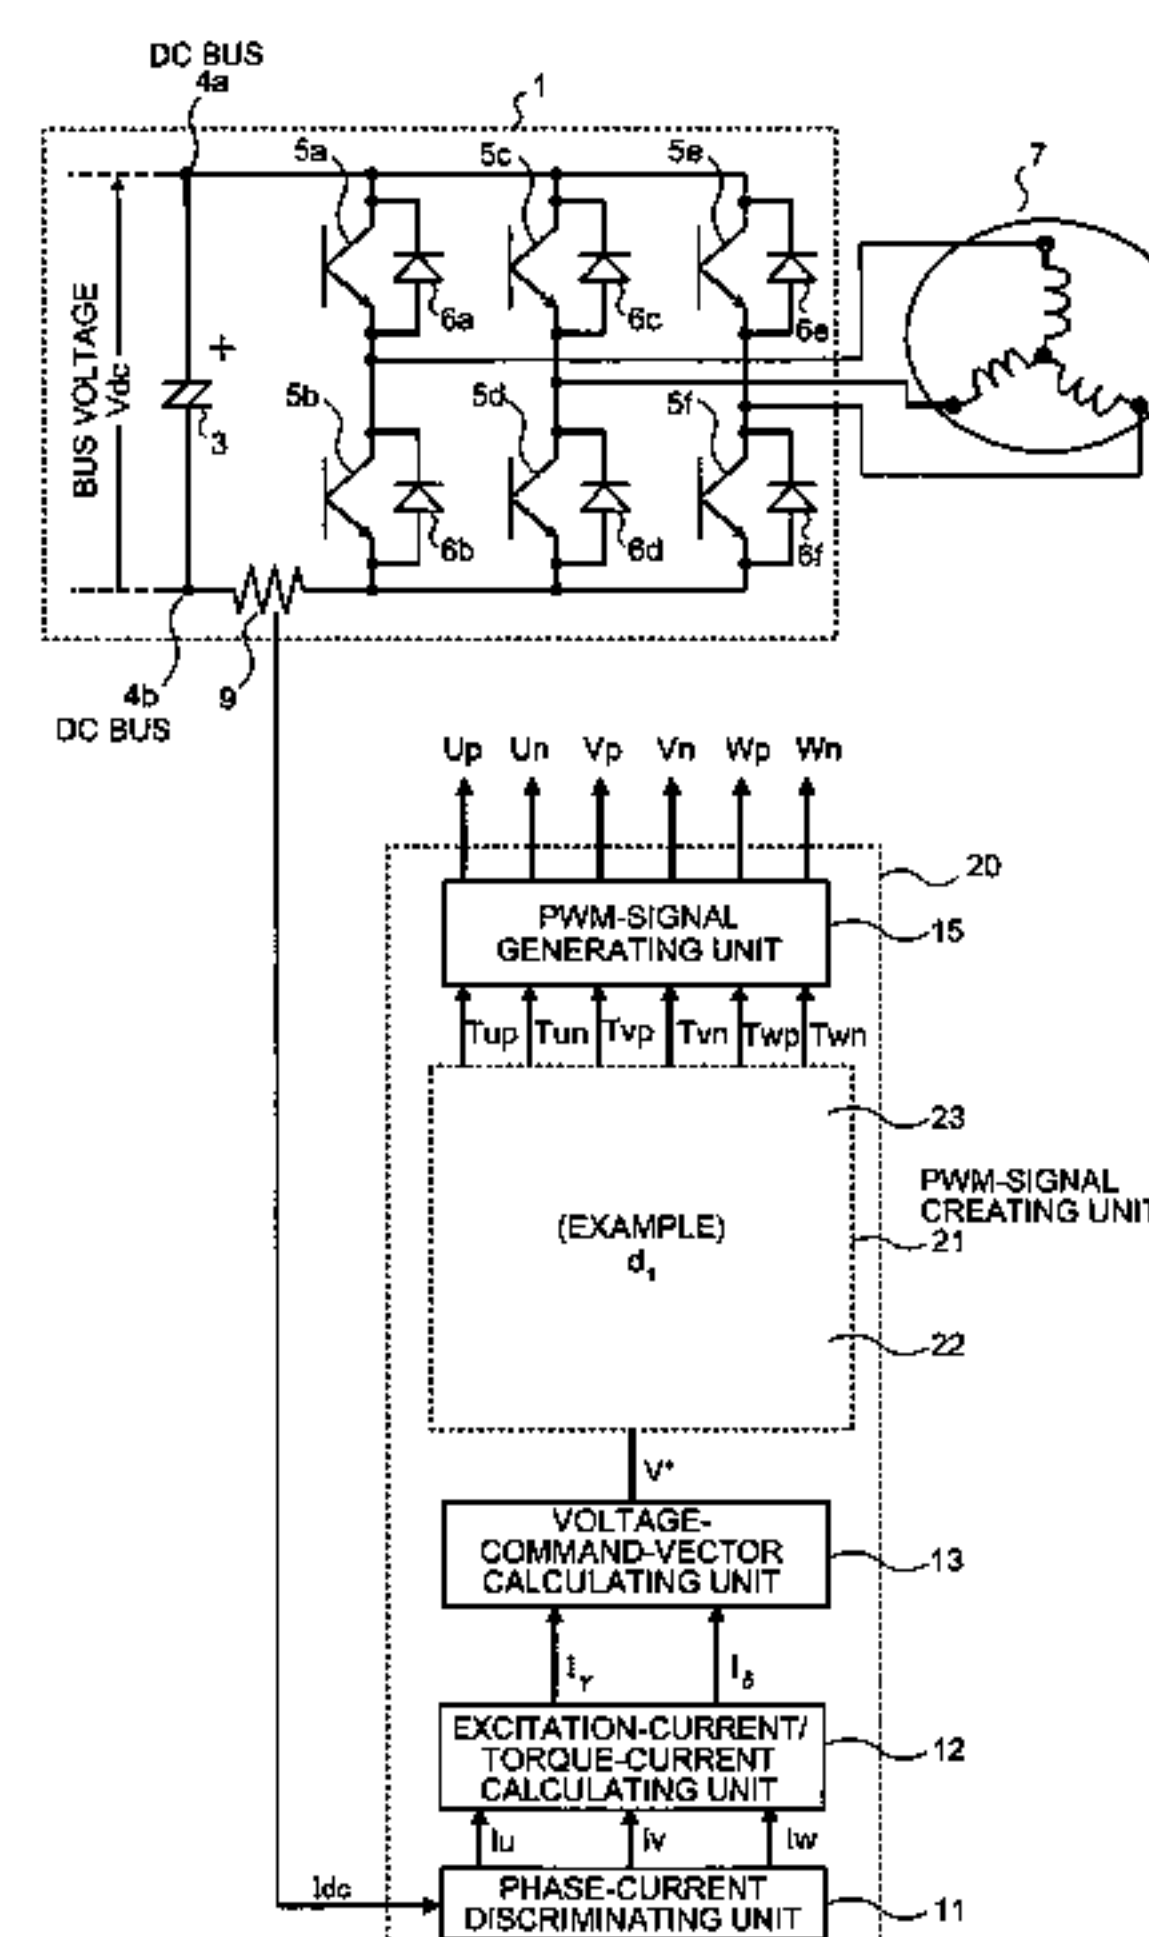 DC BUS
4a
1
5a
5c
5e
7
BUS VOLTAGE
Vdc
+
3
6a
6c
6e
5b
5d
5f
6b
6d
6f
4b
DC BUS
9
Up Un Vp Vn Wp Wn
20
PWM-SIGNAL
GENERATING UNIT
15
Tup Tun Tvp Tvn Twp Twn
23
PWM-SIGNAL
CREATING UNIT
21
(EXAMPLE)
d₁
22
V*
VOLTAGE-
COMMAND-VECTOR
CALCULATING UNIT
13
Iγ Iδ
EXCITATION-CURRENT/
TORQUE-CURRENT
CALCULATING UNIT
12
Iu Iv Iw
Idc
PHASE-CURRENT
DISCRIMINATING UNIT
11